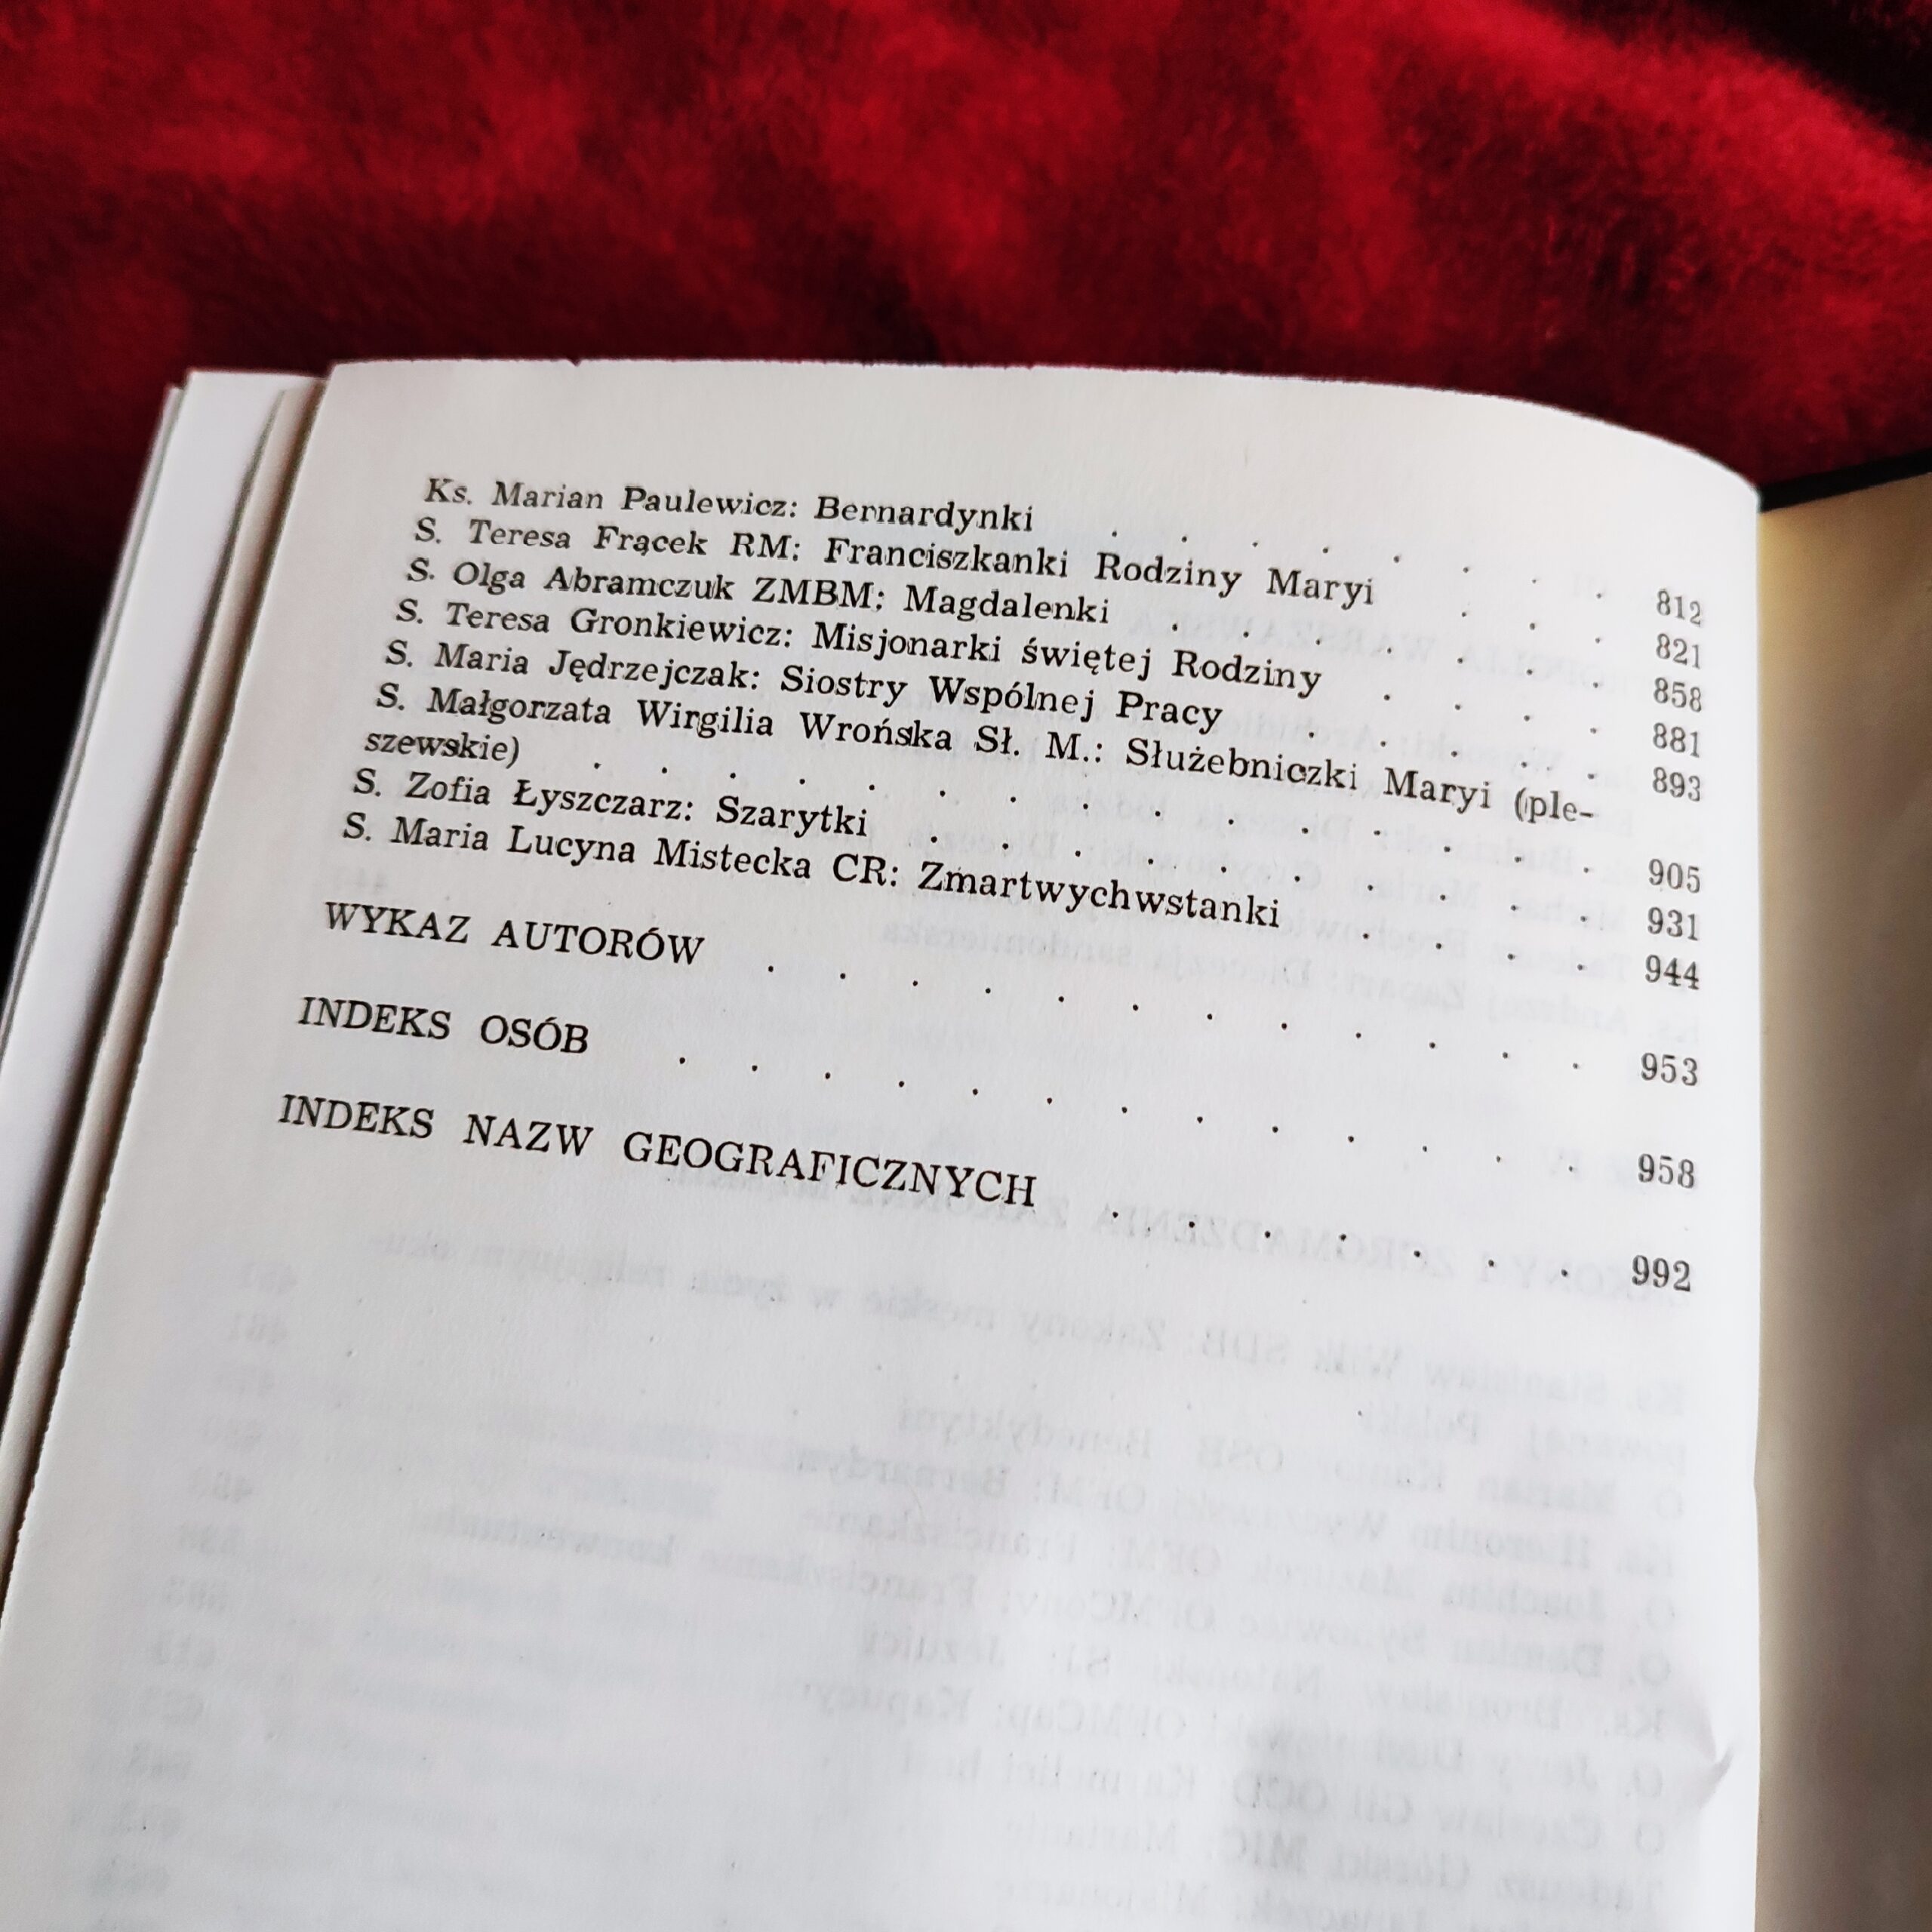 Ks. Marian Paulewicz: Bernardynki . . . . . . . . 812
S. Teresa Frącek RM: Franciszkanki Rodziny Maryi . . . 821
S. Olga Abramczuk ZMBM: Magdalenki . . . . . . . 858
S. Teresa Gronkiewicz: Misjonarki świętej Rodziny . . . . 881
S. Maria Jędrzejczak: Siostry Wspólnej Pracy . . . . . 893
S. Małgorzata Wirgilia Wrońska Sł. M.: Służebniczki Maryi (ple-
szewskie) . . . . . . . . . . . . . . . 905
S. Zofia Łyszczarz: Szarytki . . . . . . . . . . 931
S. Maria Lucyna Mistecka CR: Zmartwychwstanki . . . . 944
WYKAZ AUTORÓW . . . . . . . . . . . . 953
INDEKS OSÓB . . . . . . . . . . . . . 958
INDEKS NAZW GEOGRAFICZNYCH . . . . . . . 992